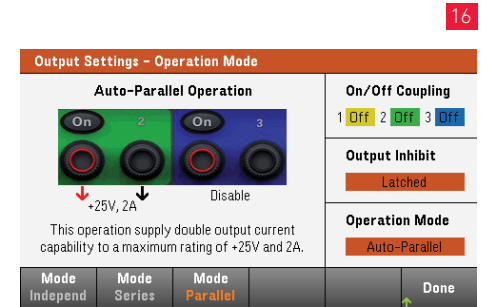 16
Output Settings - Operation Mode
Auto-Parallel Operation
On 2 On 3
+25V, 2A
Disable
This operation supply double output current
capability to a maximum rating of +25V and 2A.
On/Off Coupling
1 Off 2 Off 3 Off
Output Inhibit
Latched
Operation Mode
Auto-Parallel
Mode
Independ
Mode
Series
Mode
Parallel
Done